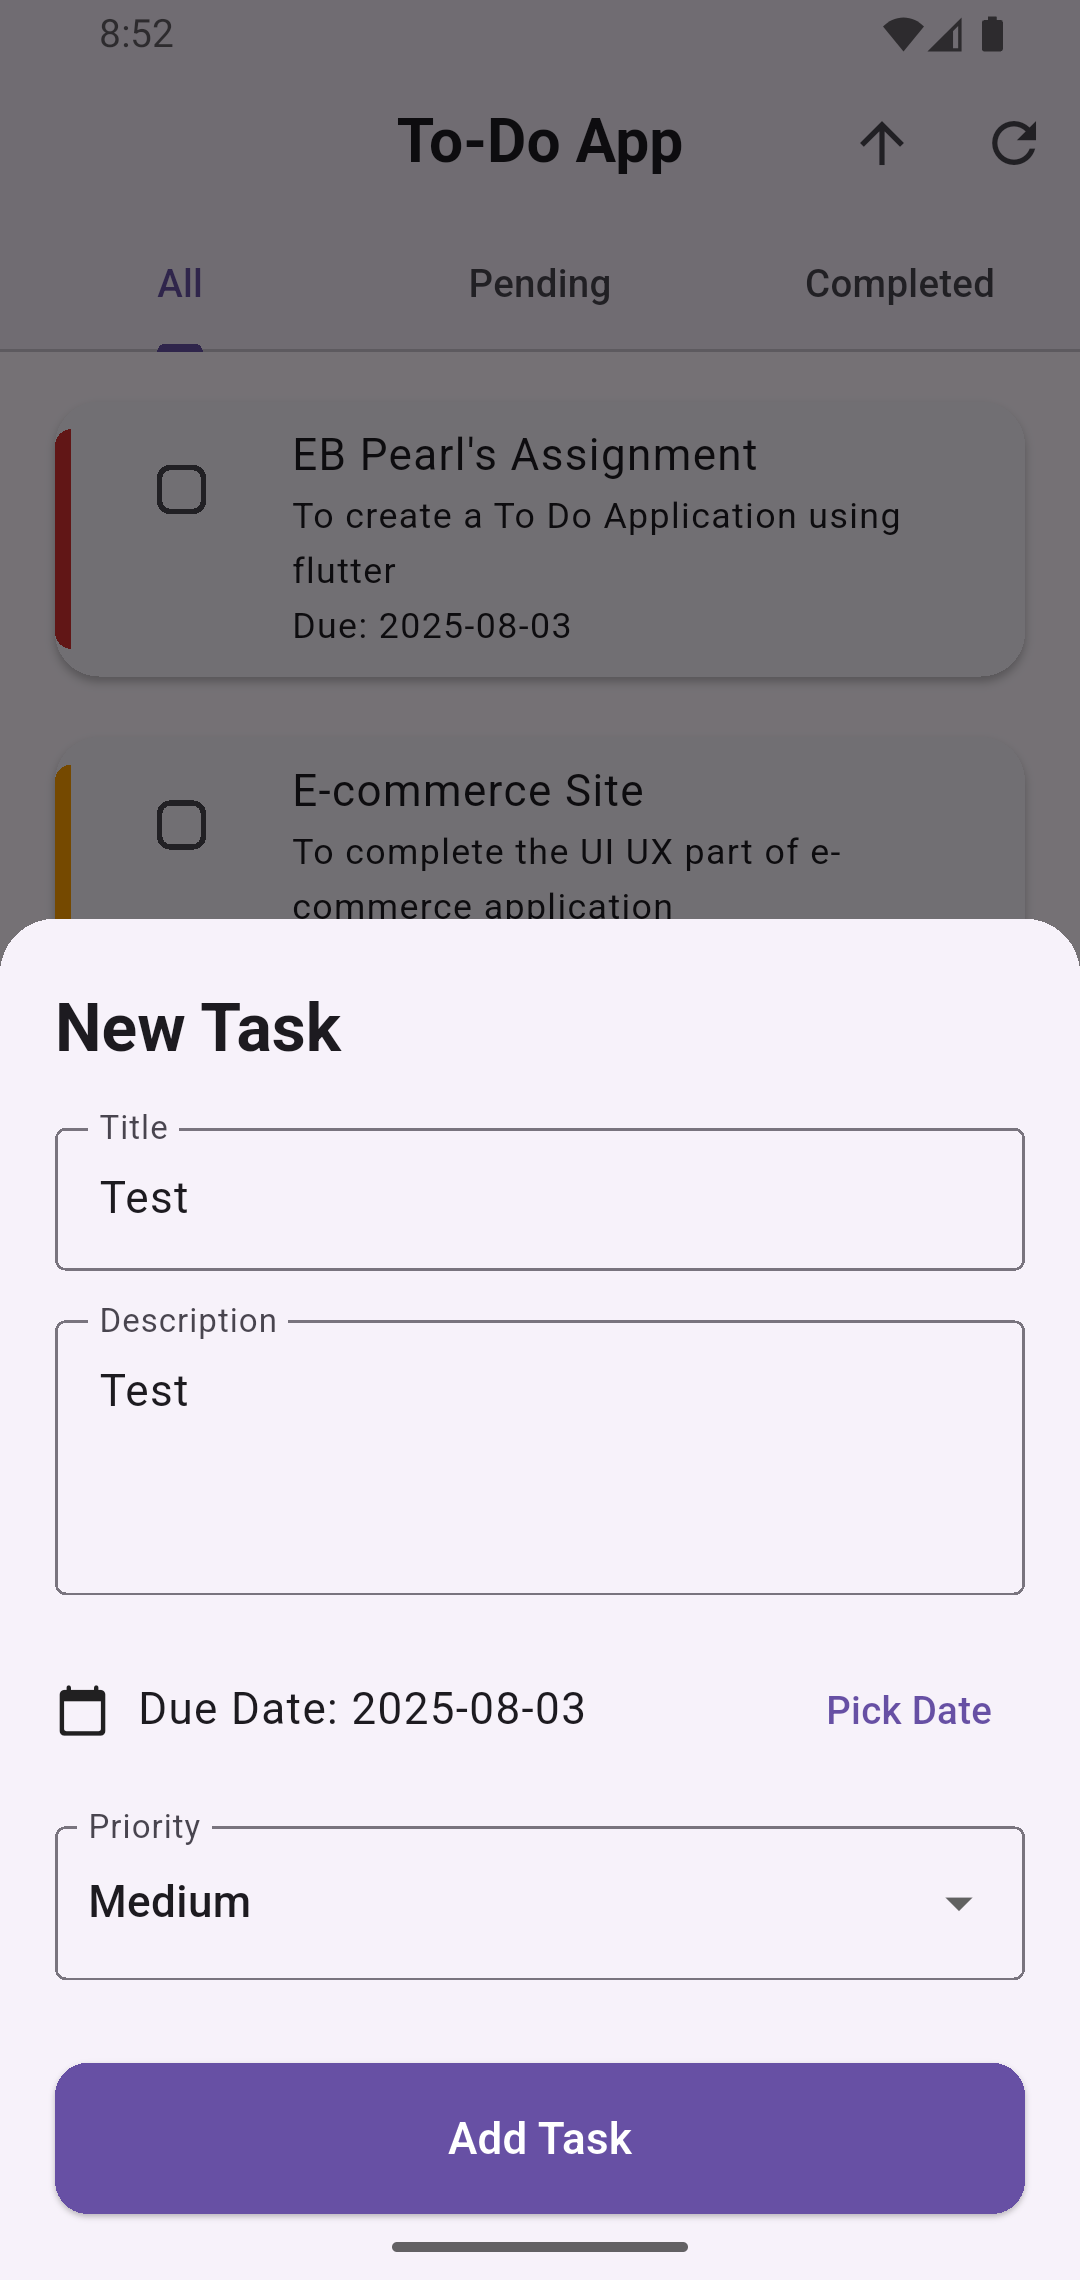 8:52
To-Do App
All
Pending
Completed
EB Pearl's Assignment
To create a To Do Application using
flutter
Due: 2025-08-03
E-commerce Site
To complete the UI UX part of e-
commerce application
New Task
Title
Test
Description
Test
Due Date: 2025-08-03
Pick Date
Priority
Medium
Add Task